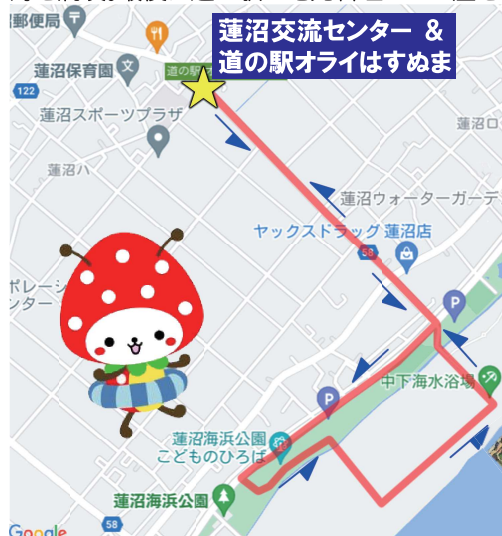 郵便局
蓮沼交流センター &
道の駅オライはすぬま
蓮沼保育園
道の駅
122
蓮沼スポーツプラザ
蓮沼ロ
蓮沼ハ
蓮沼ウォーターガーデ
ヤックスドラッグ 蓮沼店
58
ポレーシ
ンター
P
中下海水浴場
P
蓮沼海浜公園
こどものひろば
蓮沼海浜公園
58
Google